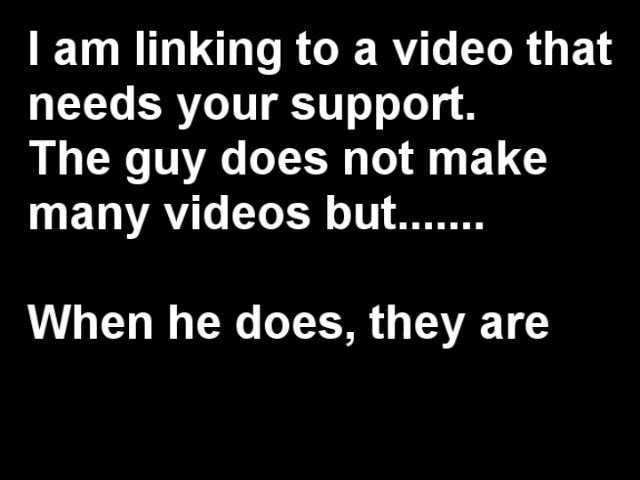 I am linking to a video that
needs your support.
The guy does not make
many videos but.......
When he does, they are